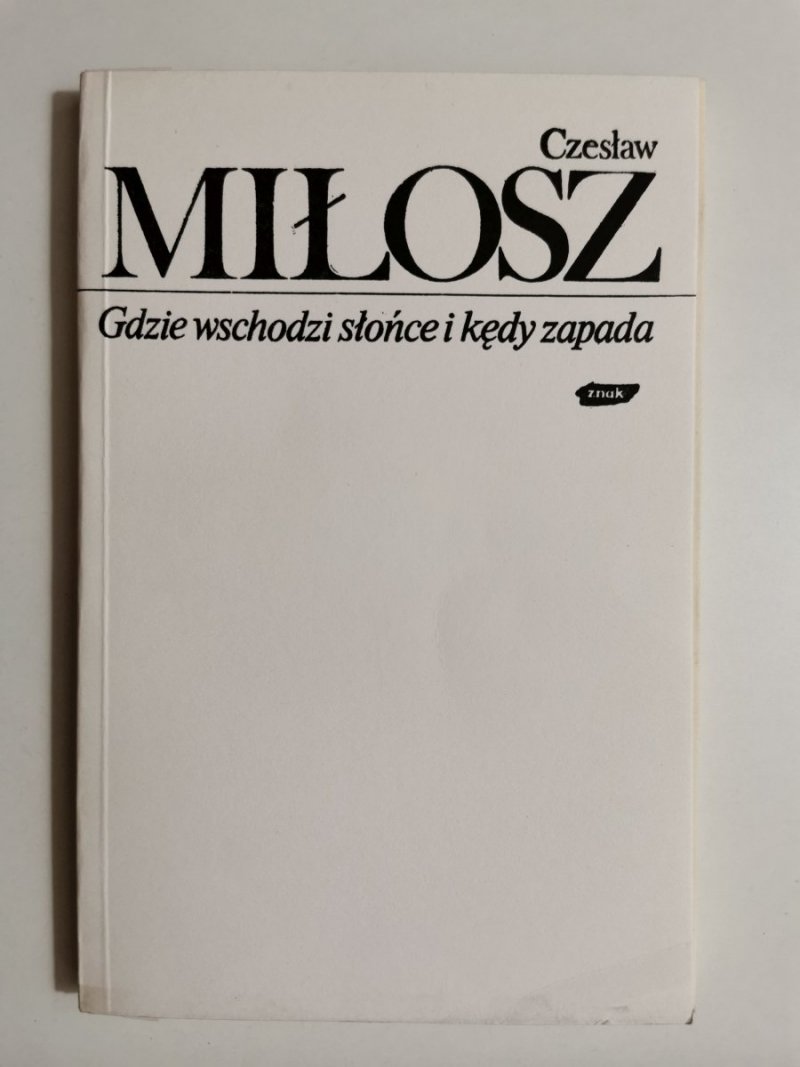 Czesław
MIŁOSZ
Gdzie wschodzi słońce i kędy zapada
znak